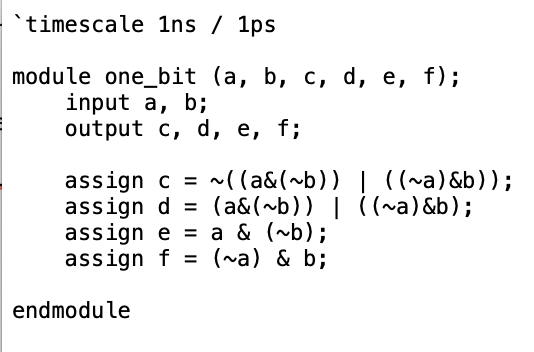 `timescale 1ns / 1ps
module one_bit (a, b, c, d, e, f);
input a, b;
output c, d, e, f;
assign c = ~((a&(~b)) | ((~a)&b));
assign d = (a&(~b)) | ((~a)&b);
assign e = a & (~b);
assign f = (~a) & b;
endmodule